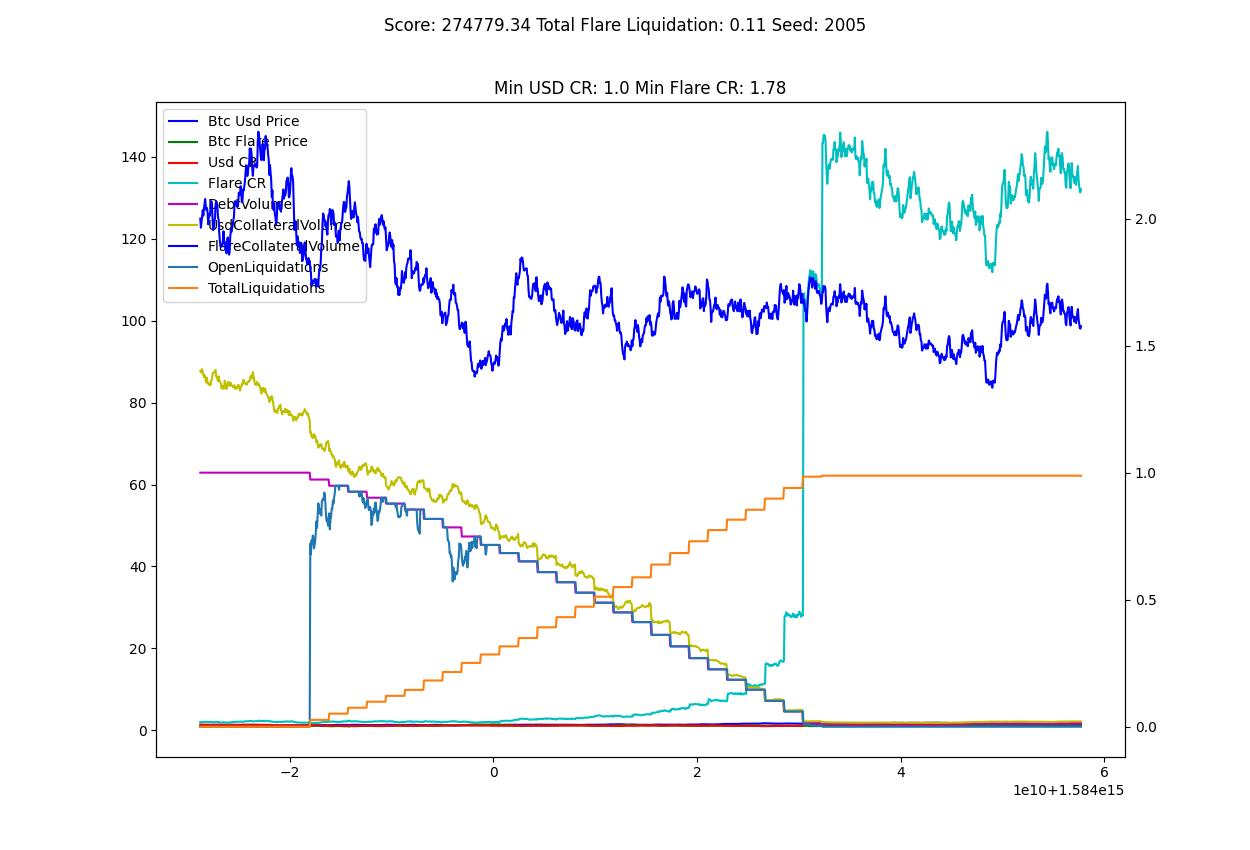 Score: 274779.34 Total Flare Liquidation: 0.11 Seed: 2005
Min USD CR: 1.0 Min Flare CR: 1.78
Btc Usd Price
Btc Flare Price
Usd CR
Flare CR
DebtVolume
UsdCollateralVolume
FlareCollateralVolume
OpenLiquidations
TotalLiquidations
140
120
100
80
60
40
20
0
2.0
1.5
1.0
0.5
0.0
−2 0 2 4 6
1e10+1.584e15